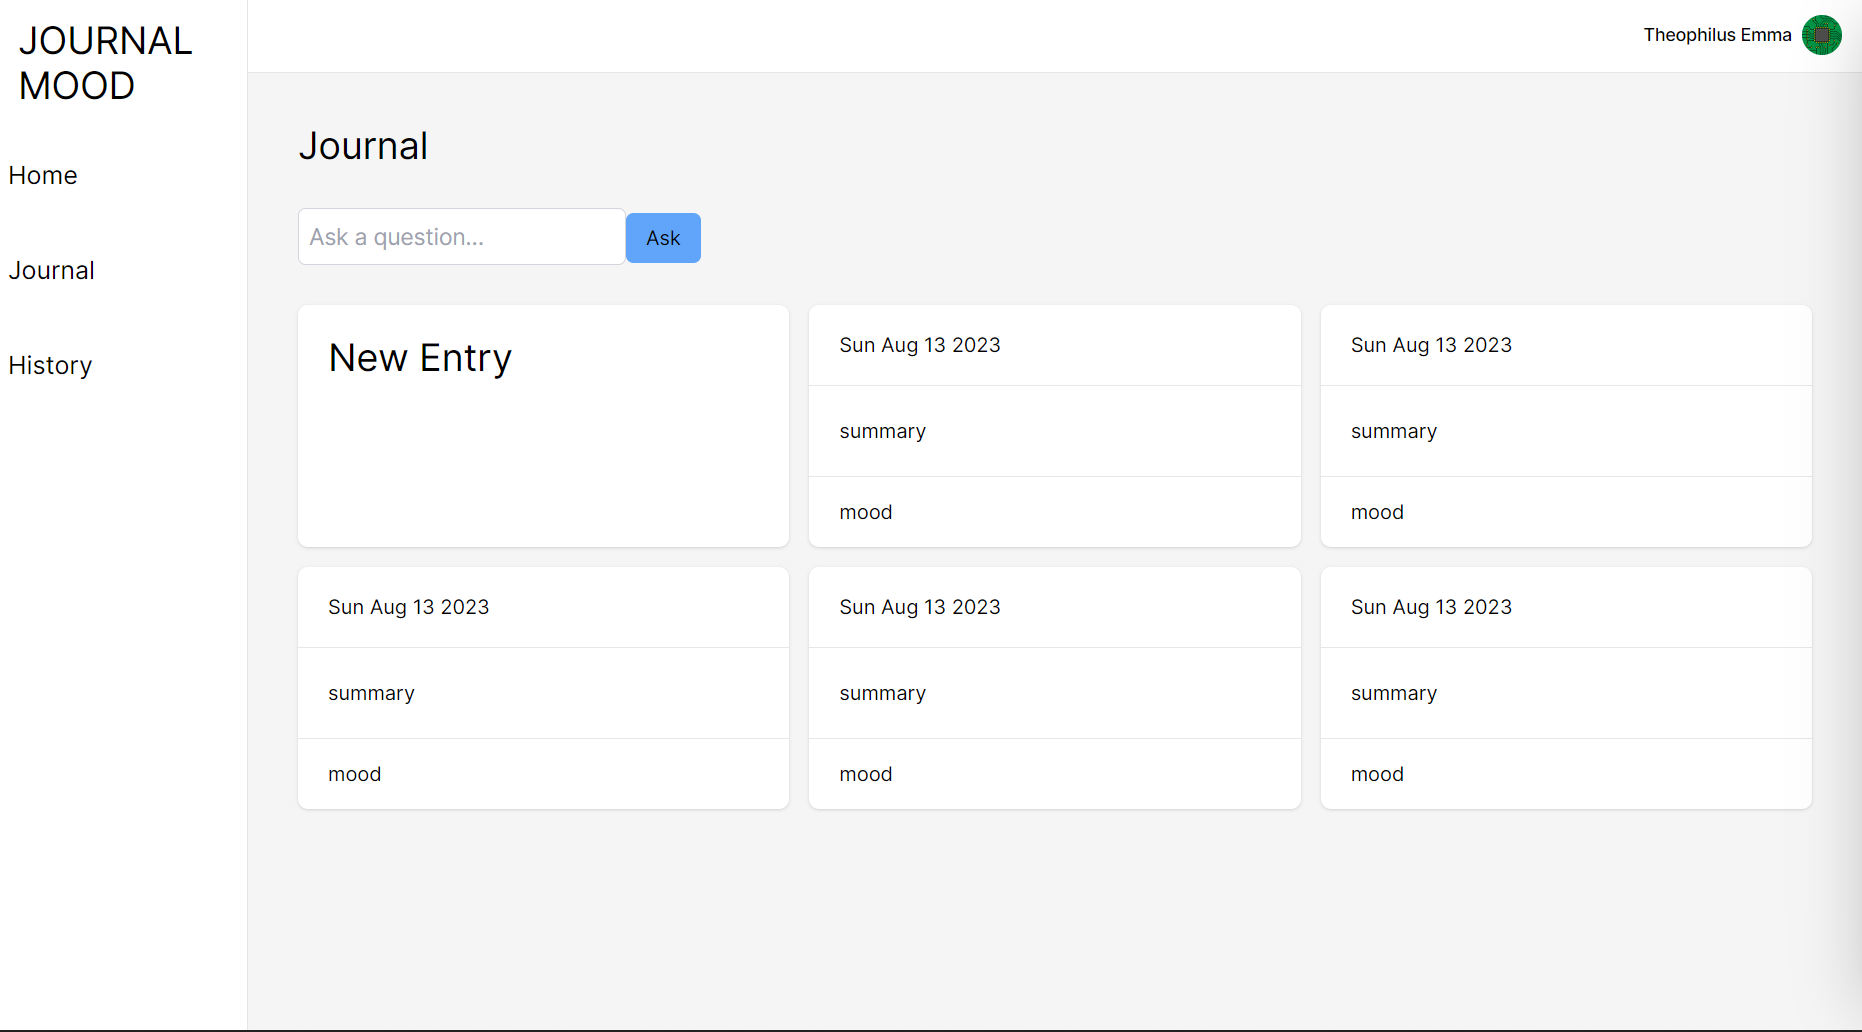 JOURNAL
MOOD
Home
Journal
History
Theophilus Emma
Journal
Ask a question...
Ask
New Entry
Sun Aug 13 2023
summary
mood
Sun Aug 13 2023
summary
mood
Sun Aug 13 2023
summary
mood
Sun Aug 13 2023
summary
mood
Sun Aug 13 2023
summary
mood